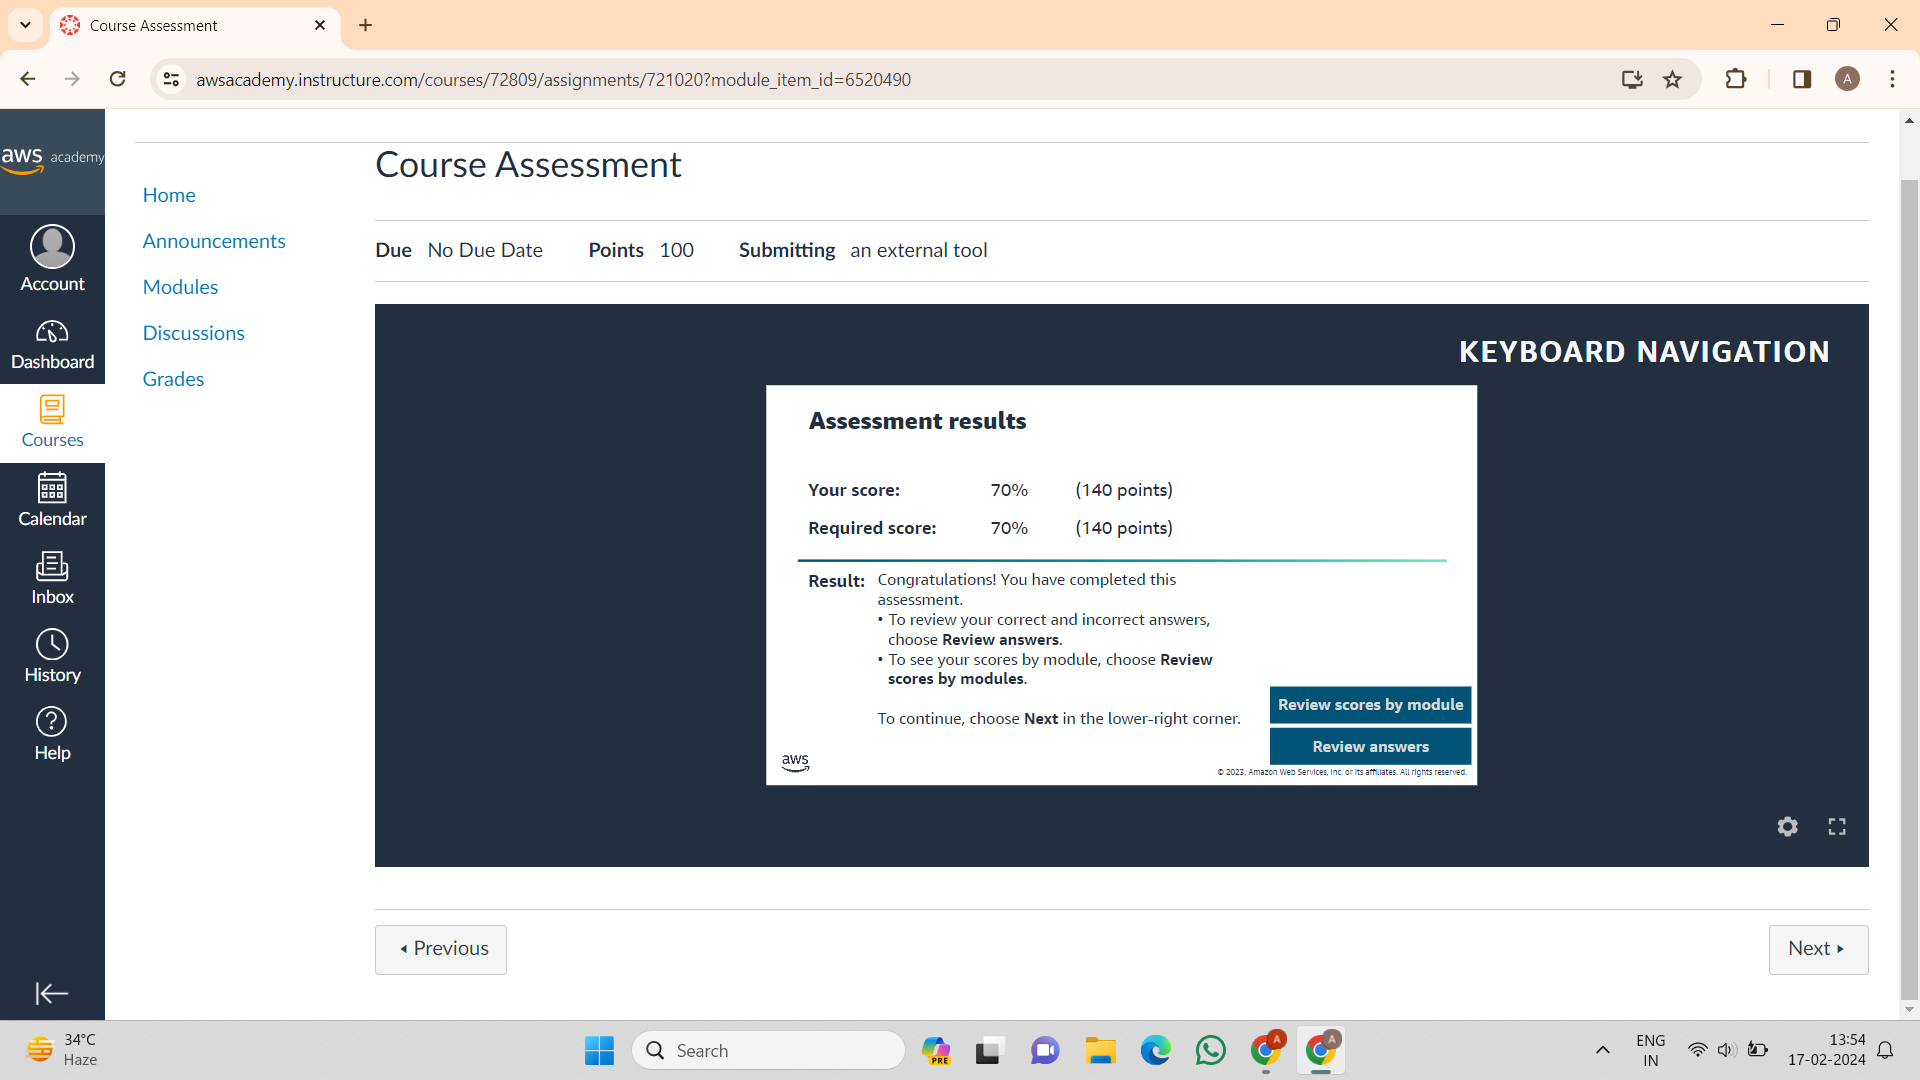 Course Assessment
awsacademy.instructure.com/courses/72809/assignments/721020?module_item_id=6520490
A
aws academy
Account
Dashboard
Courses
Calendar
Inbox
History
Help
Home
Announcements
Modules
Discussions
Grades
Course Assessment
Due No Due Date Points 100 Submitting an external tool
KEYBOARD NAVIGATION
Assessment results
Your score: 70% (140 points)
Required score: 70% (140 points)
Result: Congratulations! You have completed this
assessment.
• To review your correct and incorrect answers,
choose Review answers.
• To see your scores by module, choose Review
scores by modules.
To continue, choose Next in the lower-right corner.
Review scores by module
Review answers
aws
© 2023, Amazon Web Services, Inc. or its affiliates. All rights reserved.
Previous
Next
34°C
Haze
Search
PRE
A
A
ENG
IN
13:54
17-02-2024